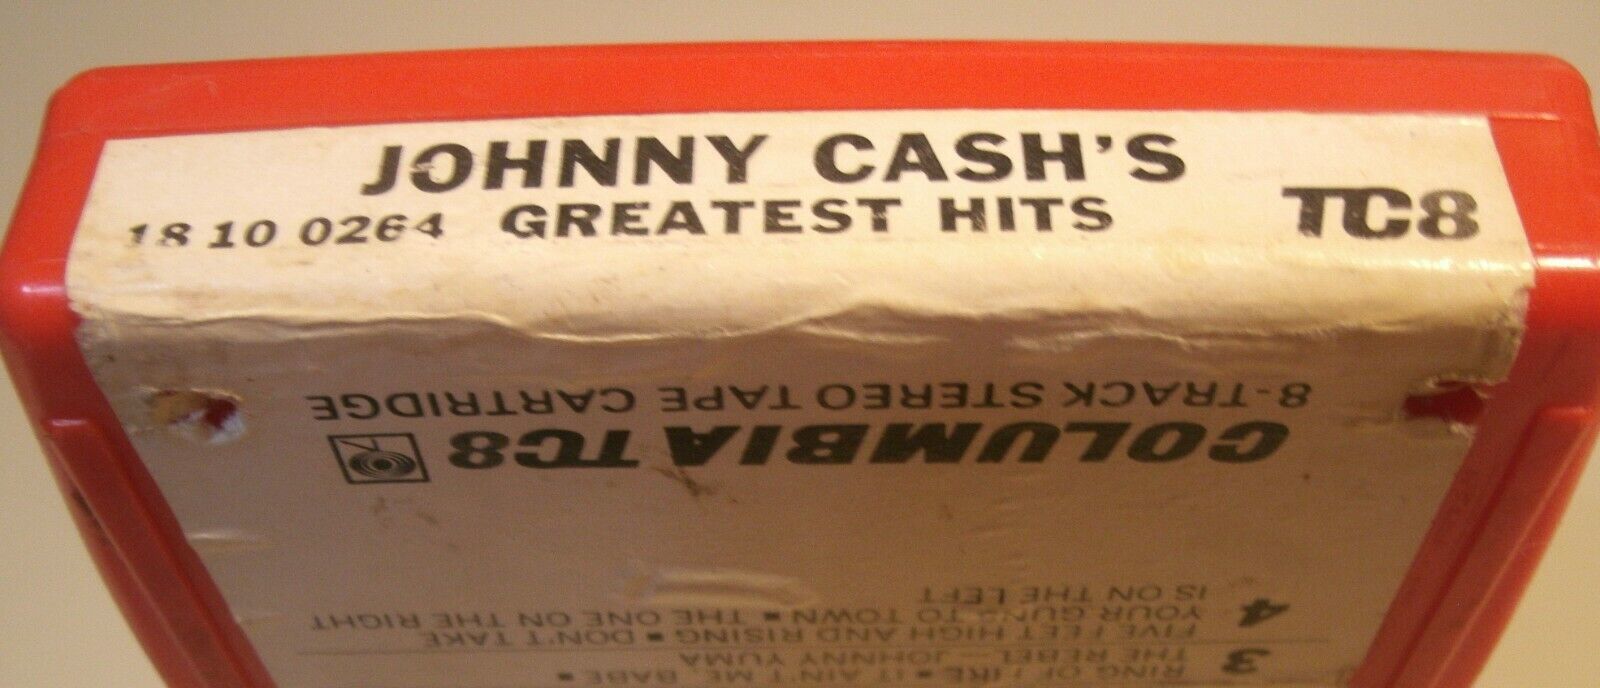 JOHNNY CASH'S
18 10 0264 GREATEST HITS TC8
RING OF FIRE ▪ IT AIN'T ME, BABE ▪
3 THE REBEL—JOHNNY YUMA
FIVE FEET HIGH AND RISING ▪ DON'T TAKE
4 YOUR GUNS TO TOWN ▪ THE ONE ON THE RIGHT
IS ON THE LEFT
COLUMBIA TC8
8-TRACK STEREO TAPE CARTRIDGE